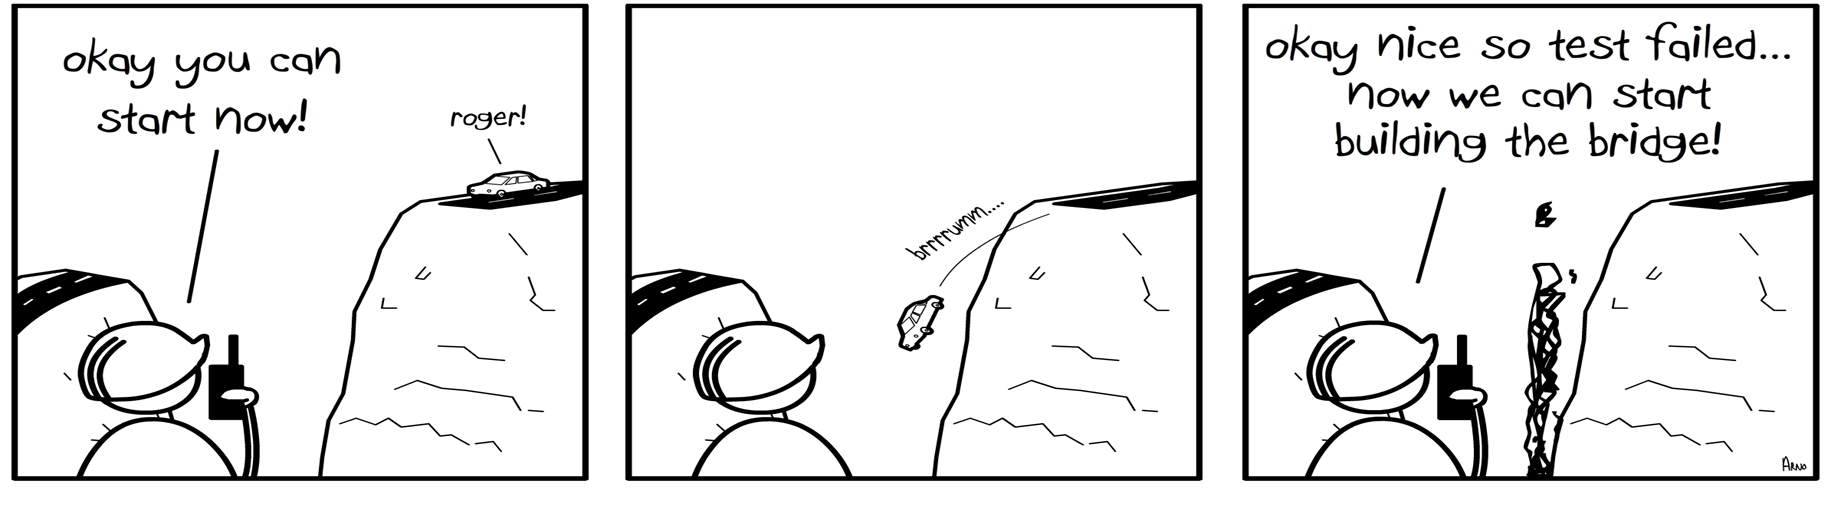 okay you can
start now!
roger!
brrrrumm....
okay nice so test failed...
now we can start
building the bridge!
Arno